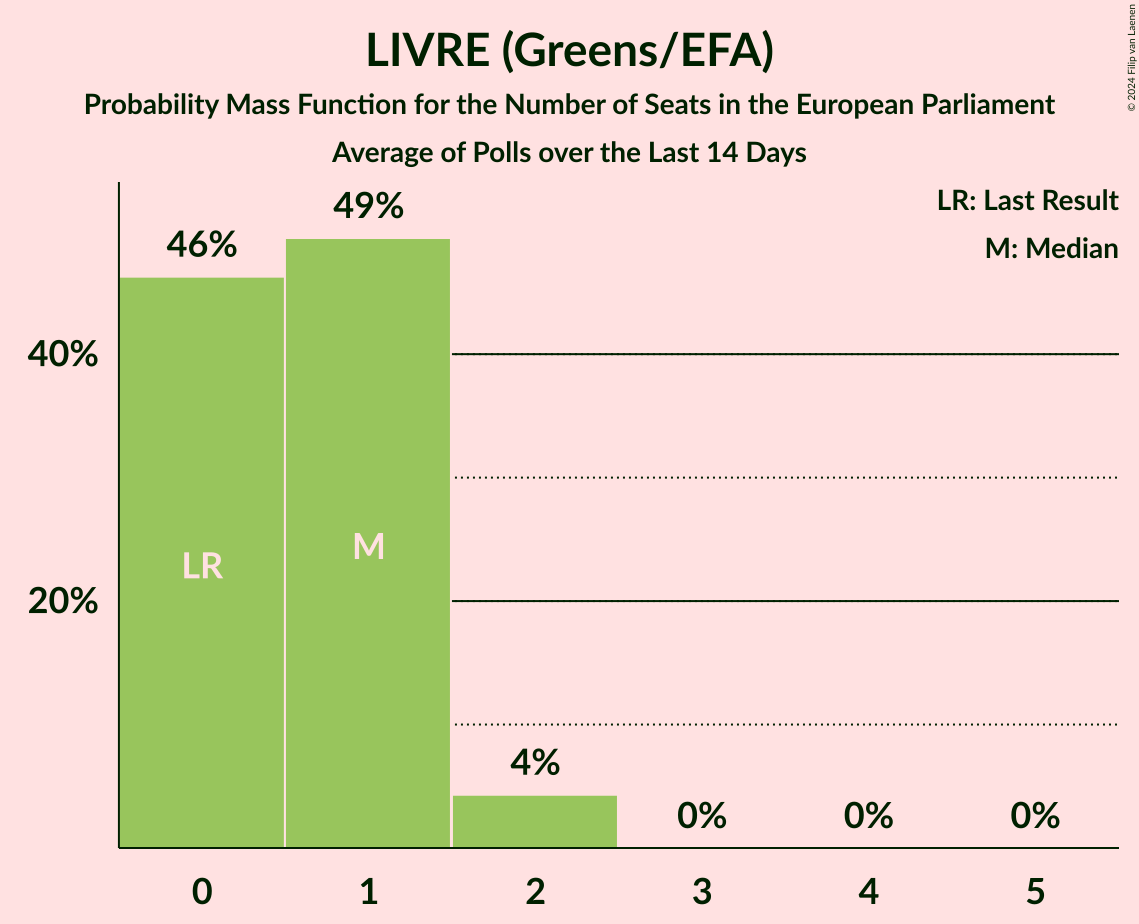 LIVRE (Greens/EFA)
Probability Mass Function for the Number of Seats in the European Parliament
Average of Polls over the Last 14 Days
© 2024 Filip van Laenen
LR: Last Result
M: Median
49%
46%
40%
LR
M
20%
4%
0%
0%
0%
0
1
2
3
4
5